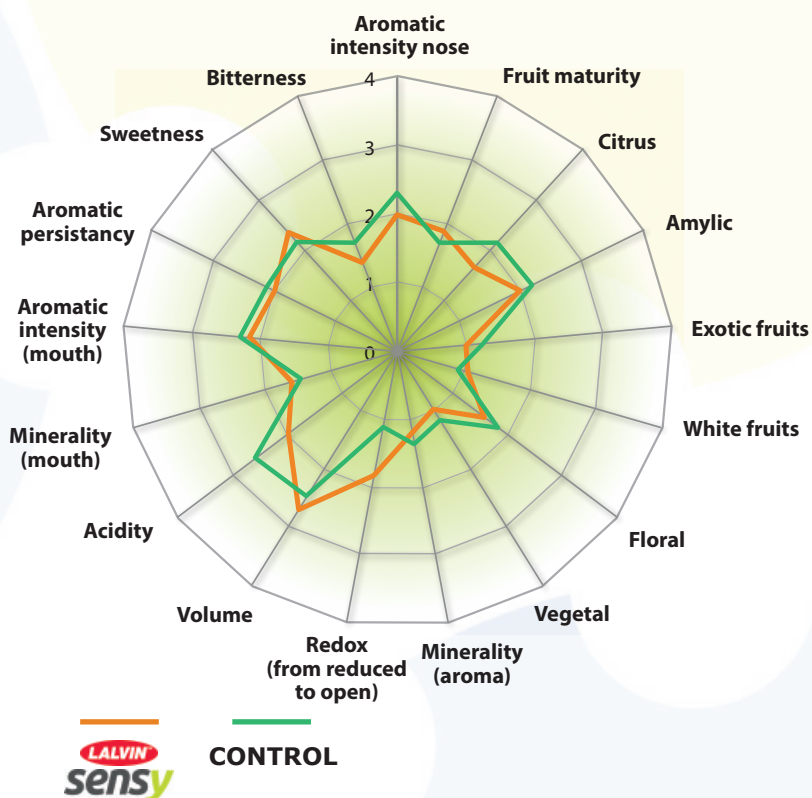 Aromatic
intensity nose
Fruit maturity
Citrus
Amylic
Exotic fruits
White fruits
Floral
Vegetal
Minerality
(aroma)
Redox
(from reduced
to open)
Volume
Acidity
Minerality
(mouth)
Aromatic
intensity
(mouth)
Aromatic
persistancy
Sweetness
Bitterness
4
3
2
1
0
LALVIN
sensy
CONTROL